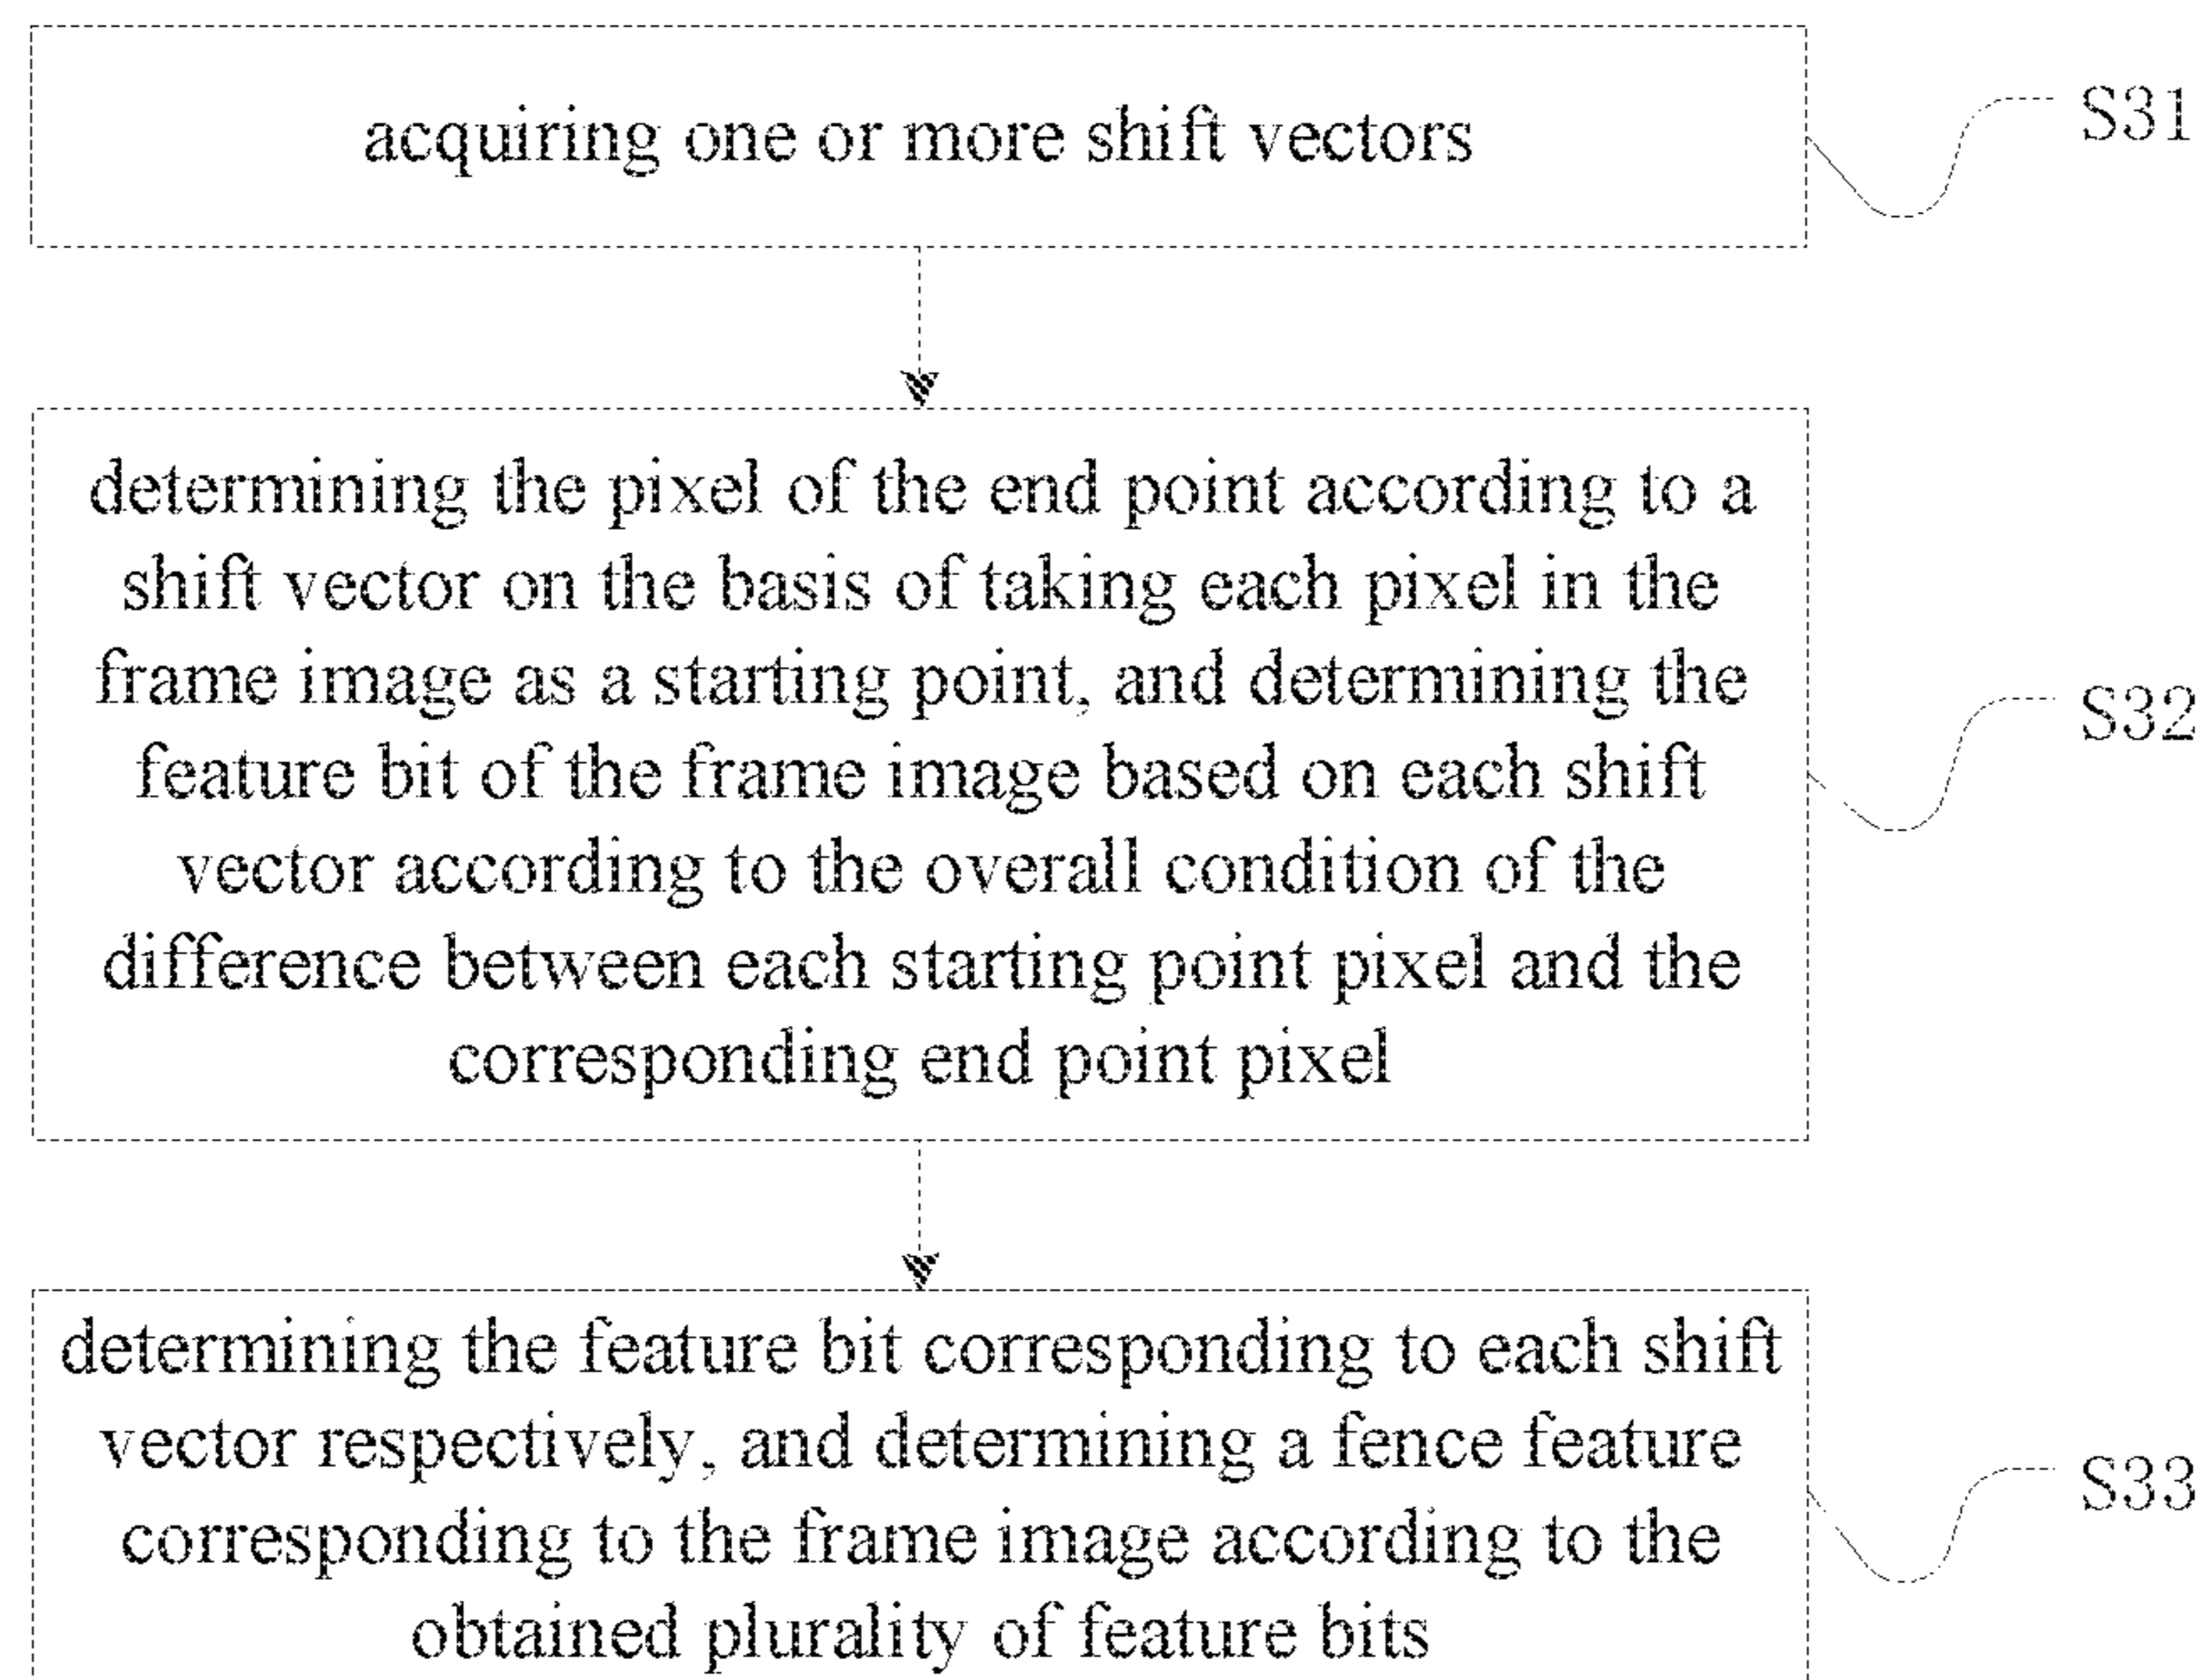 acquiring one or more shift vectors
S31
determining the pixel of the end point according to a
shift vector on the basis of taking each pixel in the
frame image as a starting point, and determining the
feature bit of the frame image based on each shift
vector according to the overall condition of the
difference between each starting point pixel and the
corresponding end point pixel
S32
determining the feature bit corresponding to each shift
vector respectively, and determining a fence feature
corresponding to the frame image according to the
obtained plurality of feature bits
S33